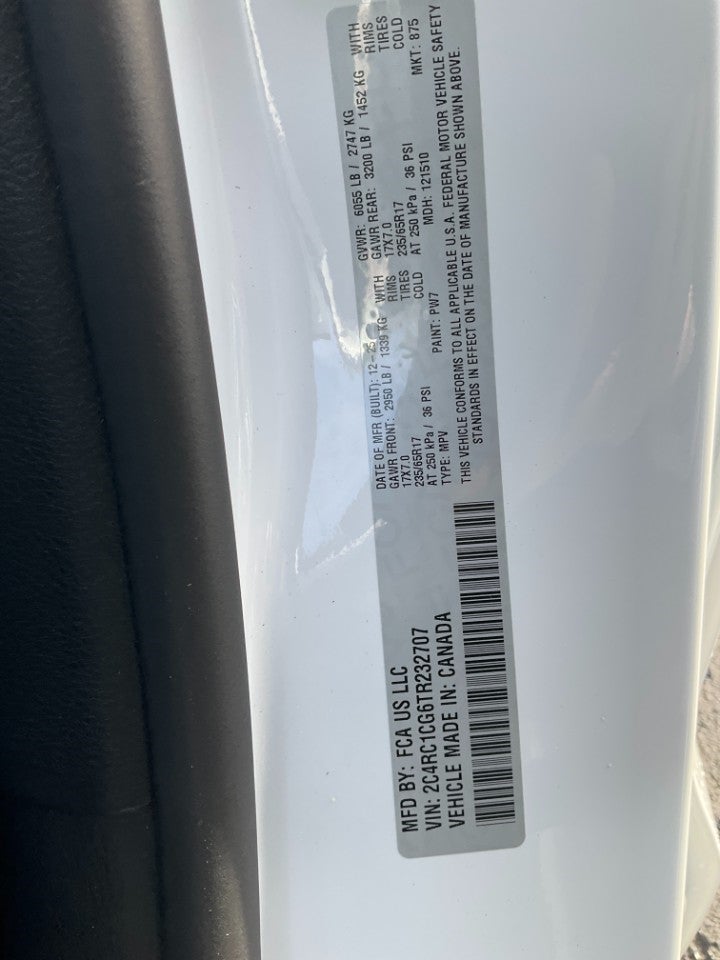 MFD BY: FCA US LLC
VIN: 2C4RC1CG6TR232707
VEHICLE MADE IN: CANADA
DATE OF MFR (BUILT): 12-25
GVWR: 6055 LB / 2747 KG
GAWR FRONT: 2950 LB / 1339 KG WITH
GAWR REAR: 3200 LB / 1452 KG WITH
17X7.0 RIMS
17X7.0 RIMS
235/65R17 TIRES
235/65R17 TIRES
AT 250 kPa / 36 PSI COLD
AT 250 kPa / 36 PSI COLD
TYPE: MPV PAINT: PW7 MDH: 121510 MKT: 875
THIS VEHICLE CONFORMS TO ALL APPLICABLE U.S.A. FEDERAL MOTOR VEHICLE SAFETY
STANDARDS IN EFFECT ON THE DATE OF MANUFACTURE SHOWN ABOVE.